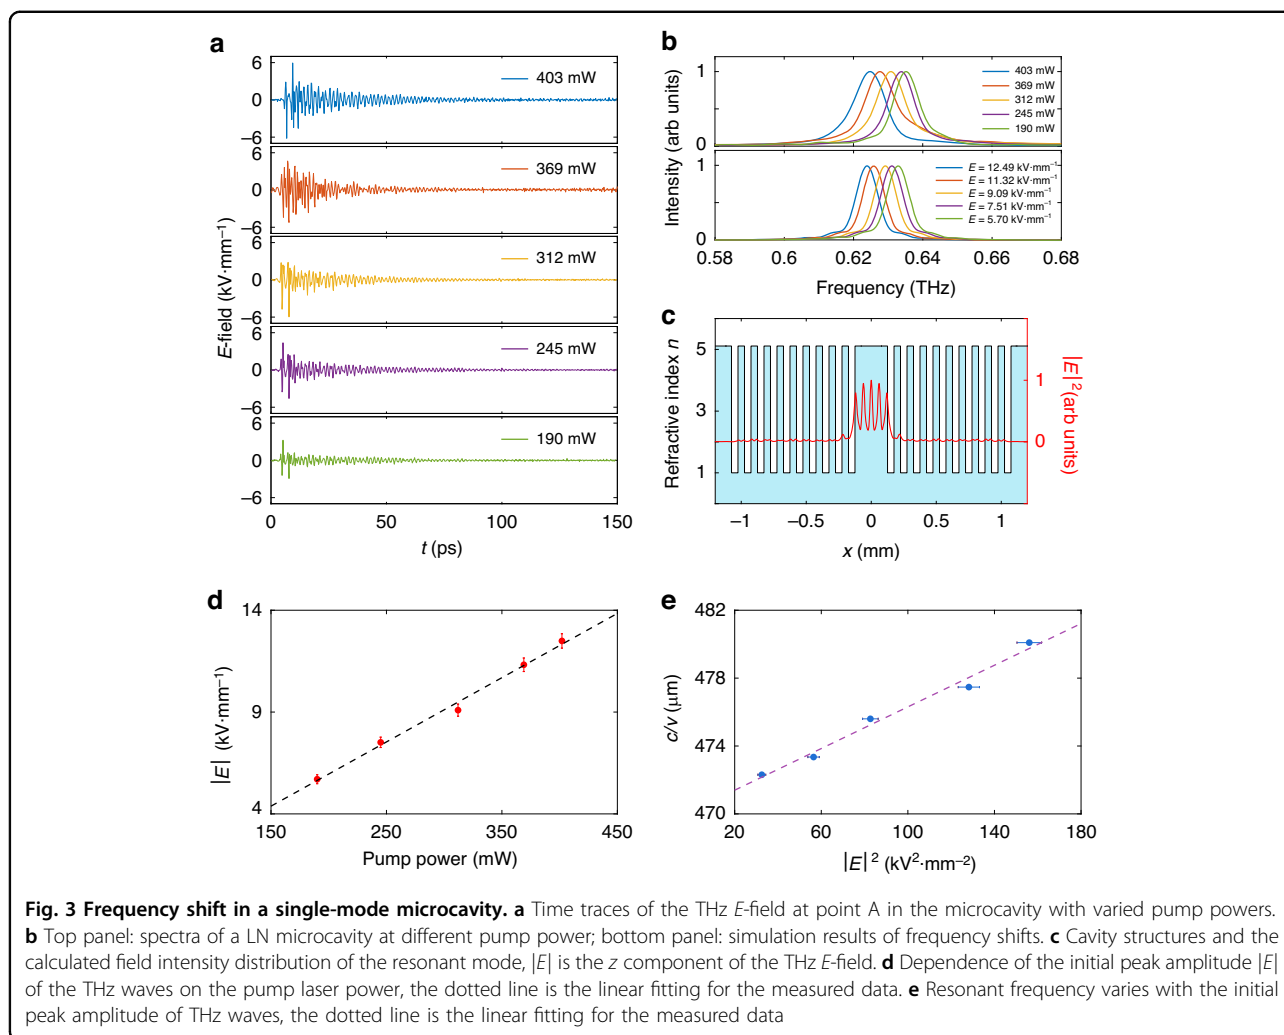 a
6
0
−6
403 mW
6
0
−6
369 mW
6
0
−6
312 mW
6
0
−6
245 mW
6
0
−6
190 mW
E-field (kV·mm⁻¹)
0
50
100
150
t (ps)
b
1
0
403 mW
369 mW
312 mW
245 mW
190 mW
1
0
E = 12.49 kV·mm⁻¹
E = 11.32 kV·mm⁻¹
E = 9.09 kV·mm⁻¹
E = 7.51 kV·mm⁻¹
E = 5.70 kV·mm⁻¹
Intensity (arb units)
0.58
0.6
0.62
0.64
0.66
0.68
Frequency (THz)
c
5
3
1
Refractive index n
1
0
|E|² (arb units)
−1
−0.5
0
0.5
1
x (mm)
d
14
9
4
|E| (kV·mm⁻¹)
150
250
350
450
Pump power (mW)
e
482
478
474
470
c/v (μm)
20
60
100
140
180
|E|² (kV²·mm⁻²)
Fig. 3 Frequency shift in a single-mode microcavity. a Time traces of the THz E-field at point A in the microcavity with varied pump powers.
b Top panel: spectra of a LN microcavity at different pump power; bottom panel: simulation results of frequency shifts. c Cavity structures and the
calculated field intensity distribution of the resonant mode, |E| is the z component of the THz E-field. d Dependence of the initial peak amplitude |E|
of the THz waves on the pump laser power, the dotted line is the linear fitting for the measured data. e Resonant frequency varies with the initial
peak amplitude of THz waves, the dotted line is the linear fitting for the measured data